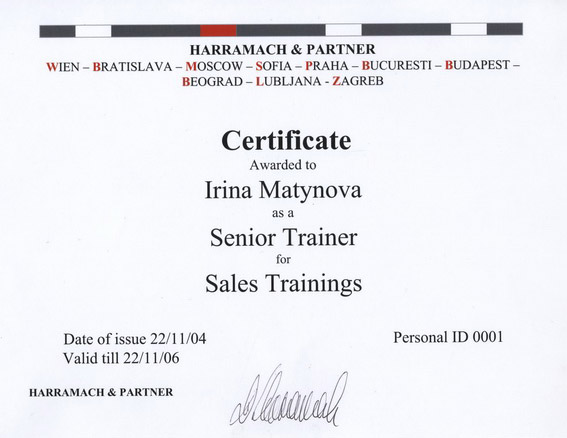 HARRAMACH & PARTNER
WIEN – BRATISLAVA – MOSCOW – SOFIA – PRAHA – BUCURESTI – BUDAPEST –
BEOGRAD – LUBLJANA - ZAGREB
Certificate
Awarded to
Irina Matynova
as a
Senior Trainer
for
Sales Trainings
Date of issue 22/11/04
Personal ID 0001
Valid till 22/11/06
HARRAMACH & PARTNER